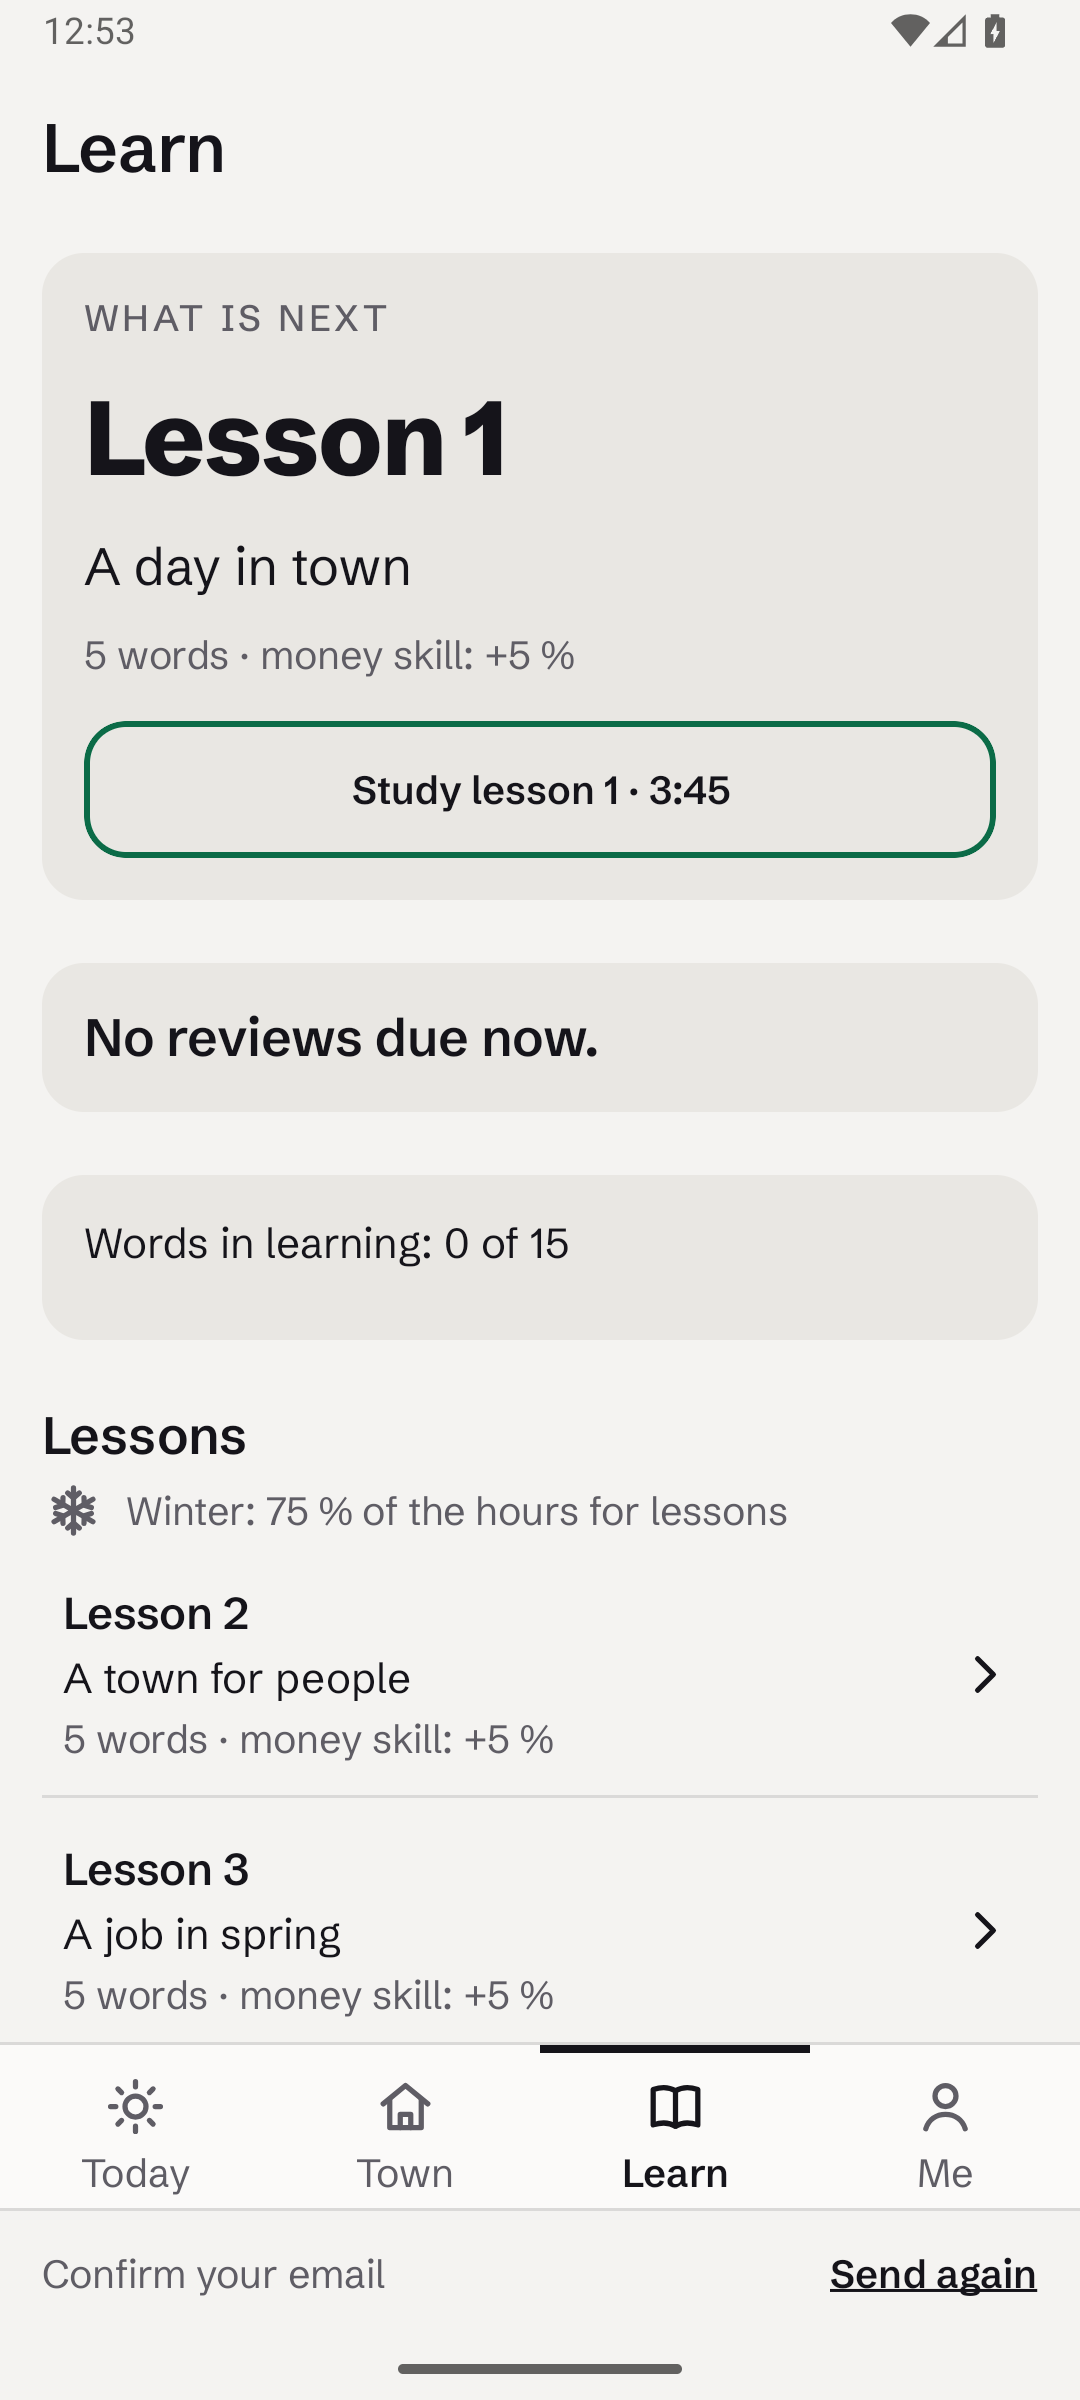 12:53
Learn
WHAT IS NEXT
Lesson 1
A day in town
5 words · money skill: +5 %
Study lesson 1 · 3:45
No reviews due now.
Words in learning: 0 of 15
Lessons
Winter: 75 % of the hours for lessons
Lesson 2
A town for people
5 words · money skill: +5 %
Lesson 3
A job in spring
5 words · money skill: +5 %
Today Town Learn Me
Confirm your email Send again